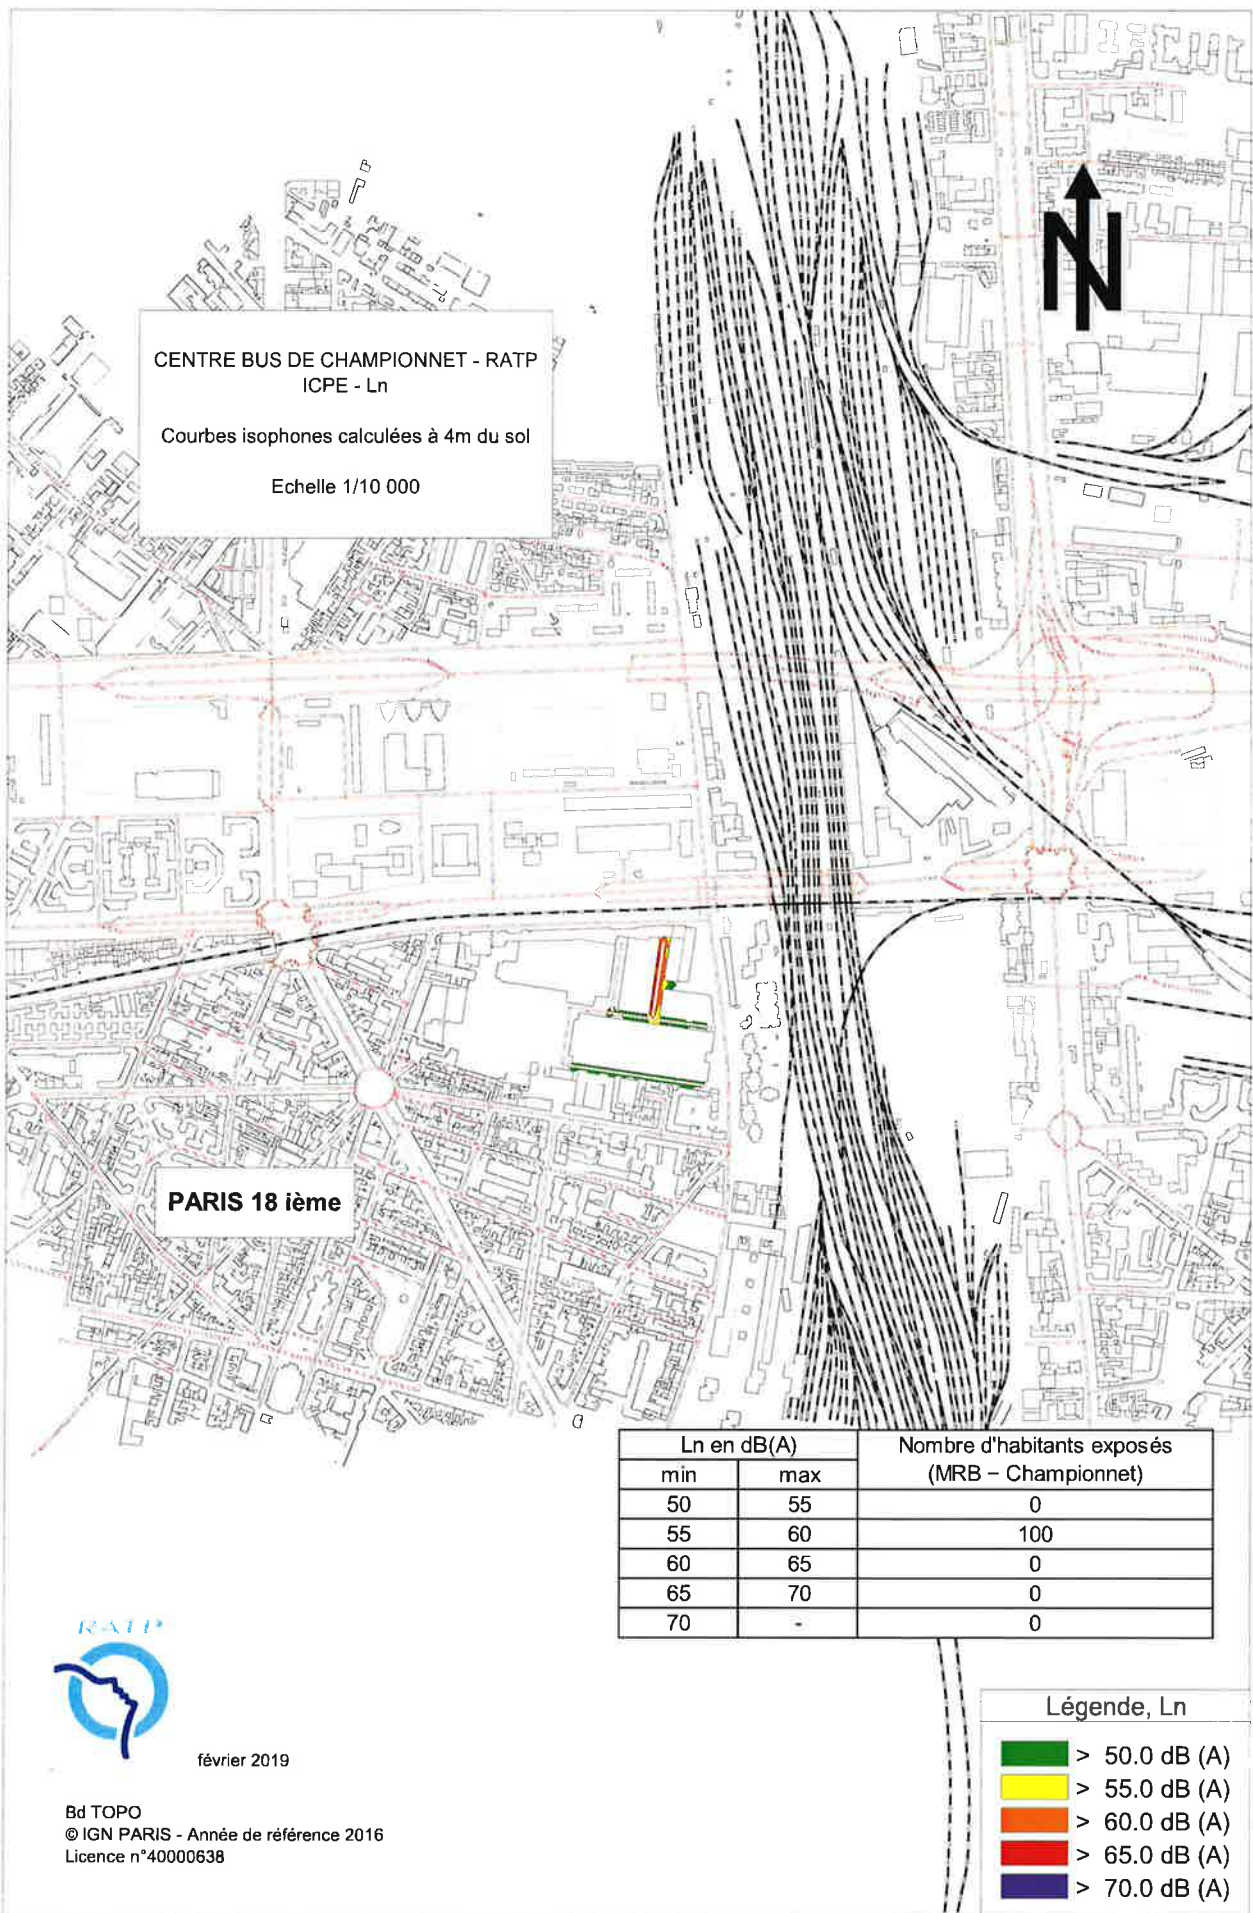 N
CENTRE BUS DE CHAMPIONNET - RATP
ICPE - Ln
Courbes isophones calculées à 4m du sol
Echelle 1/10 000
PARIS 18 ième
Ln en dB(A) Nombre d'habitants exposés
min max (MRB – Championnet)
50 55 0
55 60 100
60 65 0
65 70 0
70 - 0
RATP
février 2019
Bd TOPO
© IGN PARIS - Année de référence 2016
Licence n°40000638
Légende, Ln
> 50.0 dB (A)
> 55.0 dB (A)
> 60.0 dB (A)
> 65.0 dB (A)
> 70.0 dB (A)